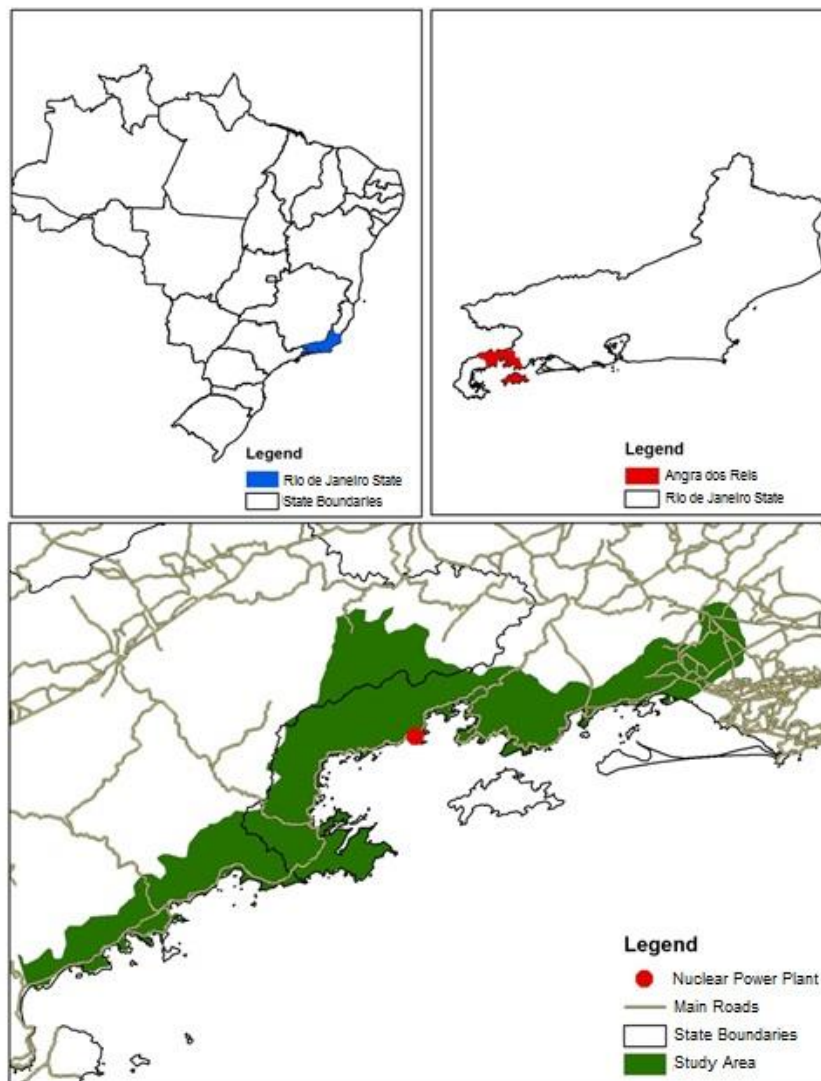 Legend
Rio de Janeiro State
State Boundaries
Legend
Angra dos Reis
Rio de Janeiro State
Legend
Nuclear Power Plant
Main Roads
State Boundaries
Study Area